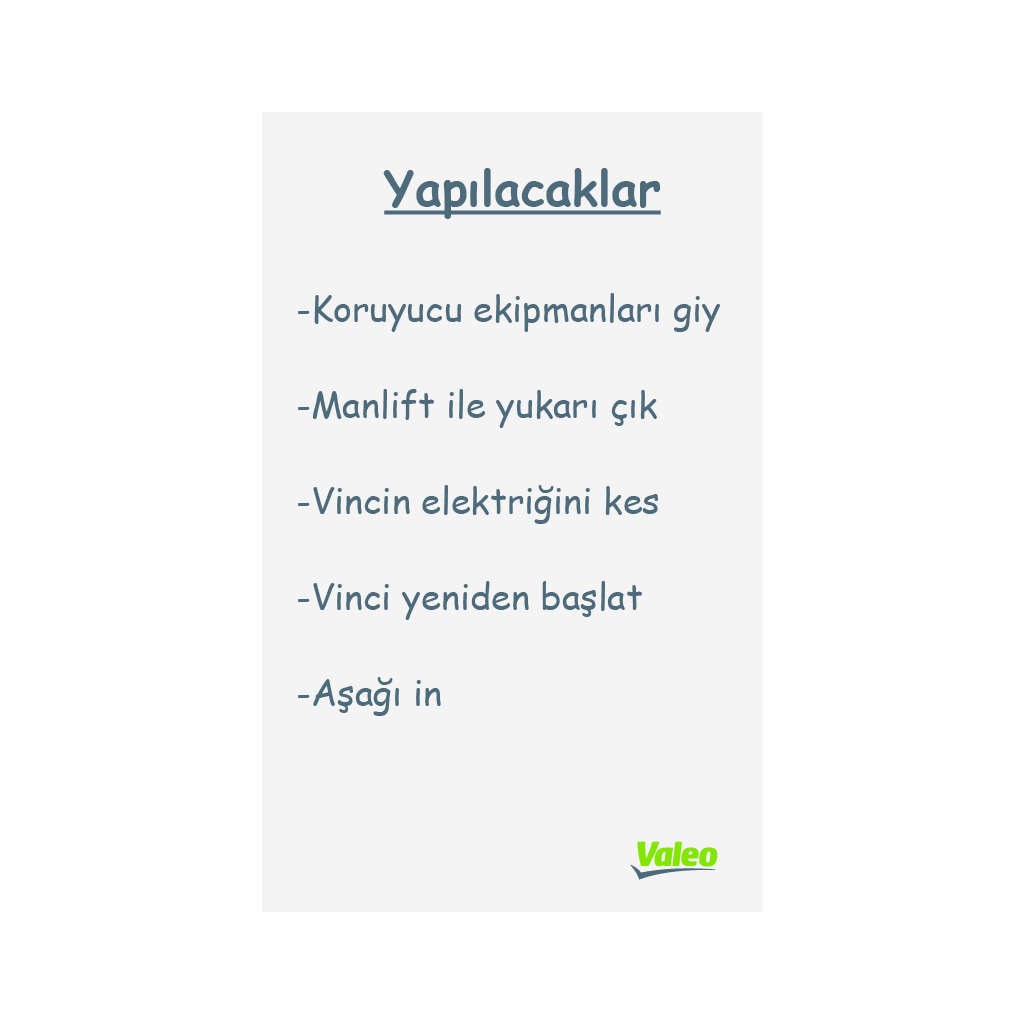 Yapılacaklar
-Koruyucu ekipmanları giy
-Manlift ile yukarı çık
-Vincin elektriğini kes
-Vinci yeniden başlat
-Aşağı in
Valeo